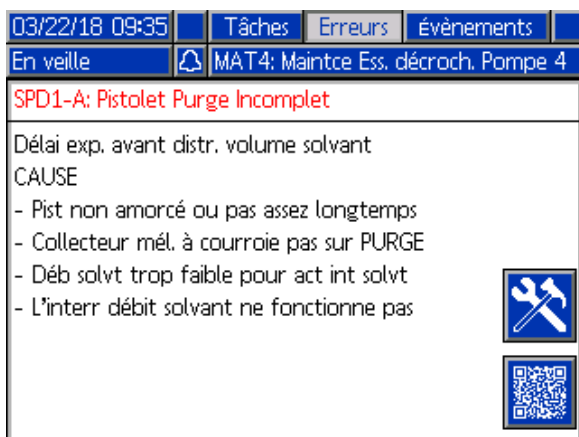 03/22/18 09:35 Tâches Erreurs évènements
En veille MAT4: Maintce Ess. décroch. Pompe 4
SPD1-A: Pistolet Purge Incomplet
Délai exp. avant distr. volume solvant
CAUSE
- Pist non amorcé ou pas assez longtemps
- Collecteur mél. à courroie pas sur PURGE
- Déb solvt trop faible pour act int solvt
- L'interr débit solvant ne fonctionne pas